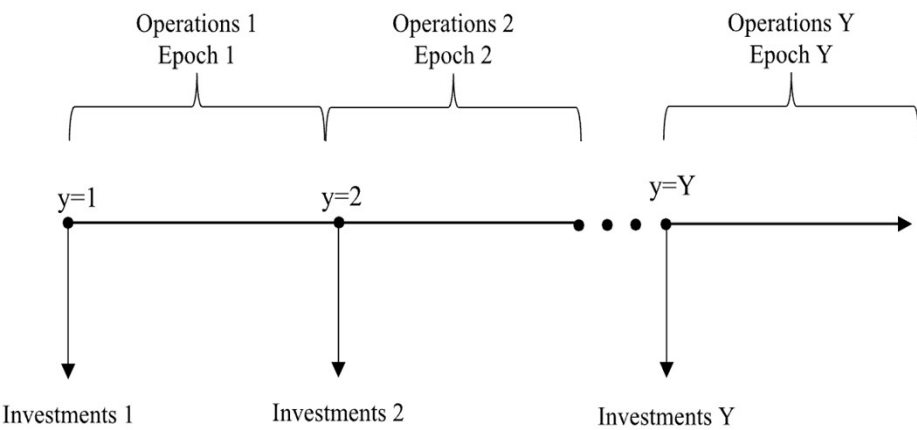 Operations 1
Epoch 1
Operations 2
Epoch 2
Operations Y
Epoch Y
y=1
y=2
y=Y
Investments 1
Investments 2
Investments Y